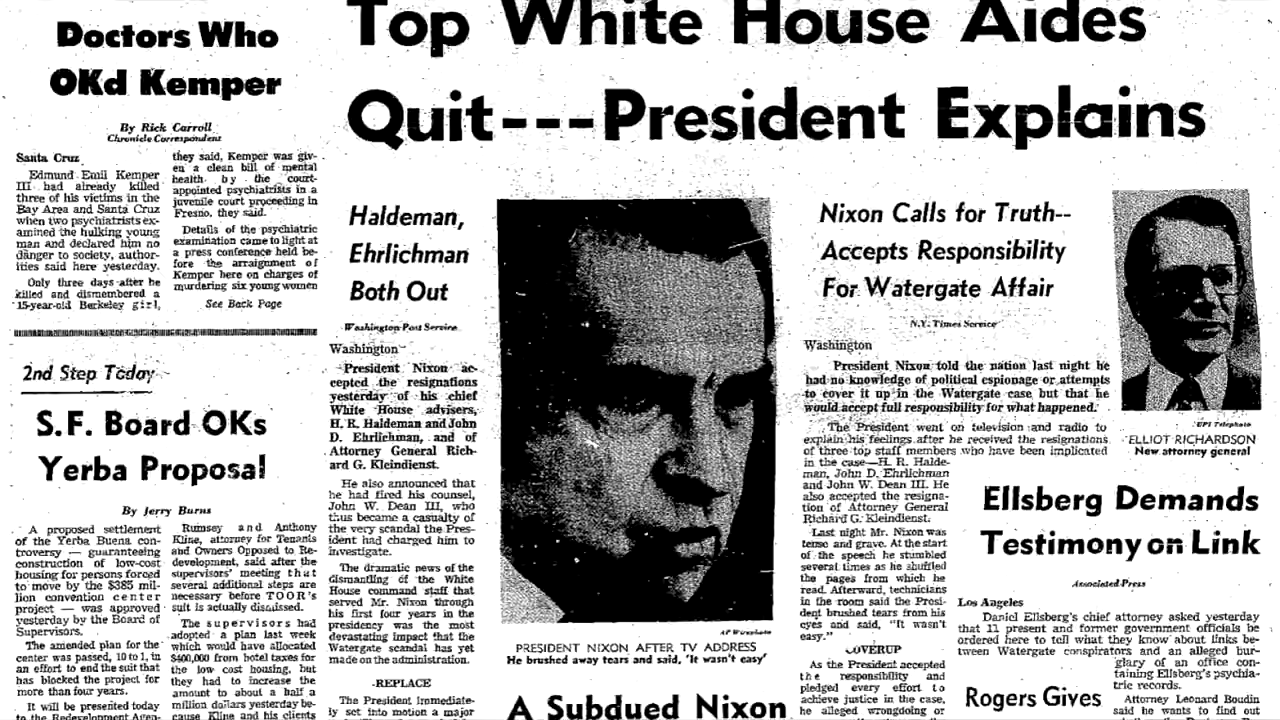 Doctors Who
OKd Kemper
By Rick Carroll
Chronicle Correspondent
Santa Cruz
Edmund Emil Kemper
III had already killed
three of his victims in the
Bay Area and Santa Cruz
when two psychiatrists ex-
amined the hulking young
man and declared him no
danger to society, author-
ities said here yesterday.
Only three days after he
killed and dismembered a
15-year-old Berkeley girl,
they said, Kemper was giv-
en a clean bill of mental
health by the court-
appointed psychiatrists in a
juvenile court proceeding in
Fresno, they said.
Details of the psychiatric
examination came to light at
a press conference held be-
fore the arraignment of
Kemper here on charges of
murdering six young women
See Back Page
2nd Step Today
S.F. Board OKs
Yerba Proposal
By Jerry Burns
A proposed settlement
of the Yerba Buena con-
troversy — guaranteeing
construction of low-cost
housing for persons forced
to move by the $385 mil-
lion convention center
project — was approved
yesterday by the Board of
Supervisors.
The amended plan for the
center was passed, 10 to 1, in
an effort to end the suit that
has blocked the project for
more than four years.
It will be presented today
to the Redevelopment Agen-
Rumsey and Anthony
Kline, attorney for Tenants
and Owners Opposed to Re-
development, said after the
supervisors' meeting that
several additional steps are
necessary before TOOR's
suit is actually dismissed.
The supervisors had
adopted a plan last week
which would have allocated
$400,000 from hotel taxes for
the low cost housing, but
they had to increase the
amount to about a half a
million dollars yesterday be-
cause Kline and his clients
Top White House Aides
Quit---President Explains
Haldeman,
Ehrlichman
Both Out
Washington Post Service
Washington
President Nixon ac-
cepted the resignations
yesterday of his chief
White House advisers,
H. R. Haldeman and John
D. Ehrlichman, and of
Attorney General Rich-
ard G. Kleindienst.
He also announced that
he had fired his counsel,
John W. Dean III, who
thus became a casualty of
the very scandal the Pres-
ident had charged him to
investigate.
The dramatic news of the
dismantling of the White
House command staff that
served Mr. Nixon through
his first four years in the
presidency was the most
devastating impact that the
Watergate scandal has yet
made on the administration.
REPLACE
The President immediate-
ly set into motion a major
AP Wirephoto
PRESIDENT NIXON AFTER TV ADDRESS
He brushed away tears and said, 'It wasn't easy'
A Subdued Nixon
Nixon Calls for Truth--
Accepts Responsibility
For Watergate Affair
N.Y. Times Service
Washington
President Nixon told the nation last night he
had no knowledge of political espionage or attempts
to cover it up in the Watergate case but that he
would accept full responsibility for what happened.
The President went on television and radio to
explain his feelings after he received the resignations
of three top staff members who have been implicated
in the case—H. R. Halde-
man, John D. Ehrlichman
and John W. Dean III. He
also accepted the resigna-
tion of Attorney General
Richard G. Kleindienst.
Last night Mr. Nixon was
tense and grave. At the start
of the speech he stumbled
several times as he shuffled
the pages from which he
read. Afterward, technicians
in the room said the Presi-
dent brushed tears from his
eyes and said, "It wasn't
easy."
COVERUP
As the President accepted
the responsibility and
pledged every effort to
achieve justice in the case,
he alleged wrongdoing or
UPI Telephoto
ELLIOT RICHARDSON
New attorney general
Ellsberg Demands
Testimony on Link
Associated Press
Los Angeles
Daniel Ellsberg's chief attorney asked yesterday
that 11 present and former government officials be
ordered here to tell what they know about links be-
tween Watergate conspirators and an alleged bur-
glary of an office con-
taining Ellsberg's psychia-
tric records.
Attorney Leonard Boudin
said he wants to find out
Rogers Gives